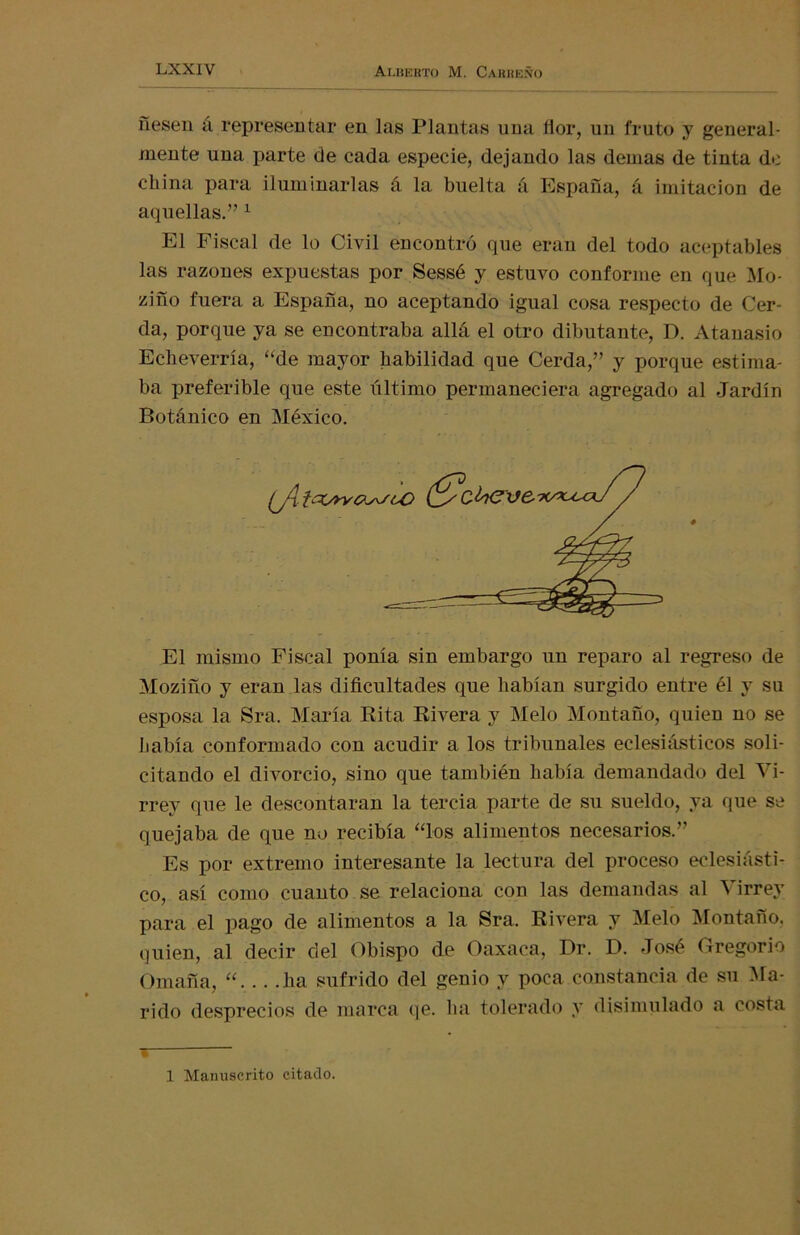 LXXIV Alberto M. Carreño
ñesen á representar en las Plantas una flor, un fruto y general-
mente una parte de cada especie, dejando las demas de tinta de
china para iluminarlas á la buelta á España, á imitacion de
aquellas.” 1
El Fiscal de lo Civil encontró que eran del todo aceptables
las razones expuestas por Sessé y estuvo conforme en que Mo-
ziño fuera a España, no aceptando igual cosa respecto de Cer-
da, porque ya se encontraba allá el otro dibutante, D. Atanasio
Echeverría, “de mayor habilidad que Cerda,” y porque estima-
ba preferible que este último permaneciera agregado al Jardín
Botánico en México.
Atanasio Echeverria
El mismo Fiscal ponía sin embargo un reparo al regreso de
Moziño y eran las dificultades que habían surgido entre él y su
esposa la Sra. María Rita Rivera y Melo Montaño, quien no se
había conformado con acudir a los tribunales eclesiásticos soli-
citando el divorcio, sino que también había demandado del Vi-
rrey que le descontaran la tercia parte de su sueldo, ya que se
quejaba de que no recibía “los alimentos necesarios.”
Es por extremo interesante la lectura del proceso eclesiásti-
co, así como cuanto se relaciona con las demandas al Virrey
para el pago de alimentos a la Sra. Rivera y Melo Montaño,
quien, al decir del Obispo de Oaxaca, Dr. D. José Gregorio
Omaña, “. . . .ha sufrido del genio y poca constancia de su Ma-
rido desprecios de marca qe. ha tolerado y disimulado a costa
1 Manuscrito citado.